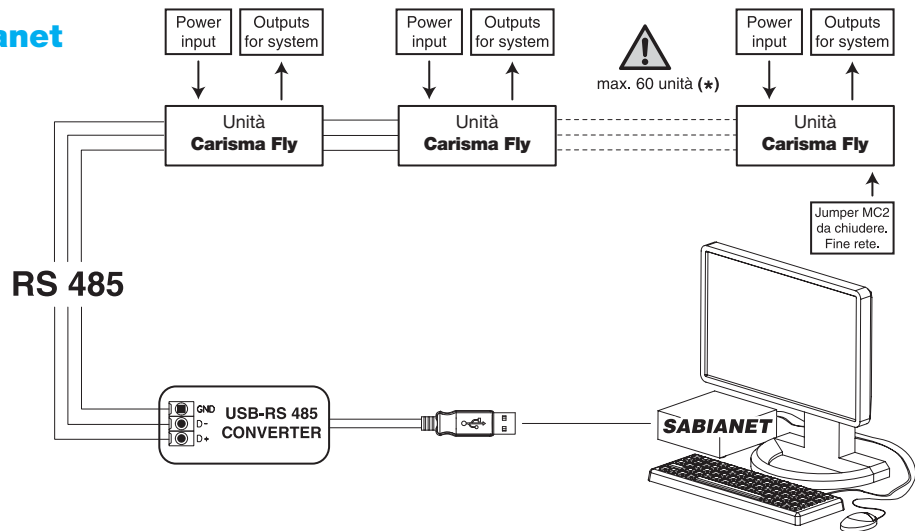 anet
Power
input
Outputs
for system
Power
input
Outputs
for system
max. 60 unità (*)
Power
input
Outputs
for system
Unità
Carisma Fly
Unità
Carisma Fly
Unità
Carisma Fly
Jumper MC2
da chiudere.
Fine rete.
RS 485
GND
D-
D+
USB-RS 485
CONVERTER
SABIANET